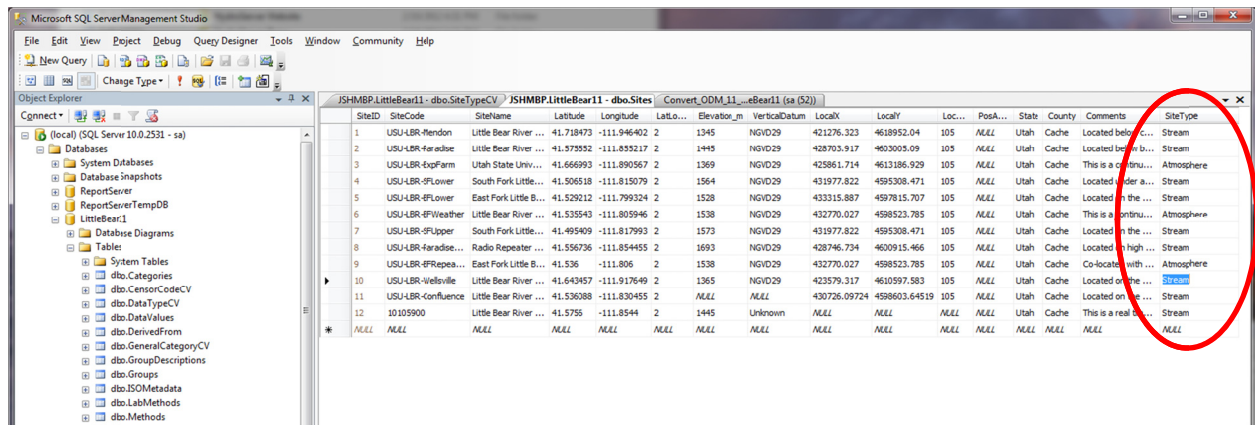 Microsoft SQL ServerManagement Studio
File Edit View Project Debug Query Designer Tools Window Community Help
New Query
Change Type
Object Explorer
JSHMBP.LittleBear11 - dbo.SiteTypeCV JSHMBP.LittleBear11 - dbo.Sites Convert_ODM_11_...eBear11 (sa (52))
Connect
(local) (SQL Server 10.0.2531 - sa)
Databases
System Databases
Database Snapshots
ReportServer
ReportServerTempDB
LittleBear11
Database Diagrams
Tables
System Tables
dbo.Categories
dbo.CensorCodeCV
dbo.DataTypeCV
dbo.DataValues
dbo.DerivedFrom
dbo.GeneralCategoryCV
dbo.GroupDescriptions
dbo.Groups
dbo.ISOMetadata
dbo.LabMethods
dbo.Methods
SiteID SiteCode SiteName Latitude Longitude LatLo... Elevation_m VerticalDatum LocalX LocalY Loc... PosA... State County Comments SiteType
1 USU-LBR-Mendon Little Bear River ... 41.718473 -111.946402 2 1345 NGVD29 421276.323 4618952.04 105 NULL Utah Cache Located below c... Stream
2 USU-LBR-Paradise Little Bear River ... 41.575552 -111.855217 2 1445 NGVD29 428703.917 4603005.09 105 NULL Utah Cache Located below b... Stream
3 USU-LBR-ExpFarm Utah State Univ... 41.666993 -111.890567 2 1369 NGVD29 425861.714 4613186.929 105 NULL Utah Cache This is a continu... Atmosphere
4 USU-LBR-SFLower South Fork Little... 41.506518 -111.815079 2 1564 NGVD29 431977.822 4595308.471 105 NULL Utah Cache Located under a... Stream
5 USU-LBR-EFLower East Fork Little B... 41.529212 -111.799324 2 1528 NGVD29 433315.887 4597815.707 105 NULL Utah Cache Located on the ... Stream
6 USU-LBR-EFWeather Little Bear River ... 41.535543 -111.805946 2 1538 NGVD29 432770.027 4598523.785 105 NULL Utah Cache This is a continu... Atmosphere
7 USU-LBR-SFUpper South Fork Little... 41.495409 -111.817993 2 1573 NGVD29 431977.822 4595308.471 105 NULL Utah Cache Located on the ... Stream
8 USU-LBR-Paradise... Radio Repeater ... 41.556736 -111.854455 2 1693 NGVD29 428746.734 4600915.466 105 NULL Utah Cache Located on high ... Stream
9 USU-LBR-EFRepea... East Fork Little B... 41.536 -111.806 2 1538 NGVD29 432770.027 4598523.785 105 NULL Utah Cache Co-located with ... Atmosphere
10 USU-LBR-Wellsville Little Bear River ... 41.643457 -111.917649 2 1365 NGVD29 423579.317 4610597.583 105 NULL Utah Cache Located on the ... Stream
11 USU-LBR-Confluence Little Bear River ... 41.536088 -111.830455 2 NULL NULL 430726.09724 4598603.64519 105 NULL Utah Cache Located on the ... Stream
12 10105900 Little Bear River ... 41.5755 -111.8544 2 1445 Unknown NULL NULL NULL NULL Utah Cache This is a real Stream
NULL NULL NULL NULL NULL NULL NULL NULL NULL NULL NULL NULL NULL NULL NULL NULL